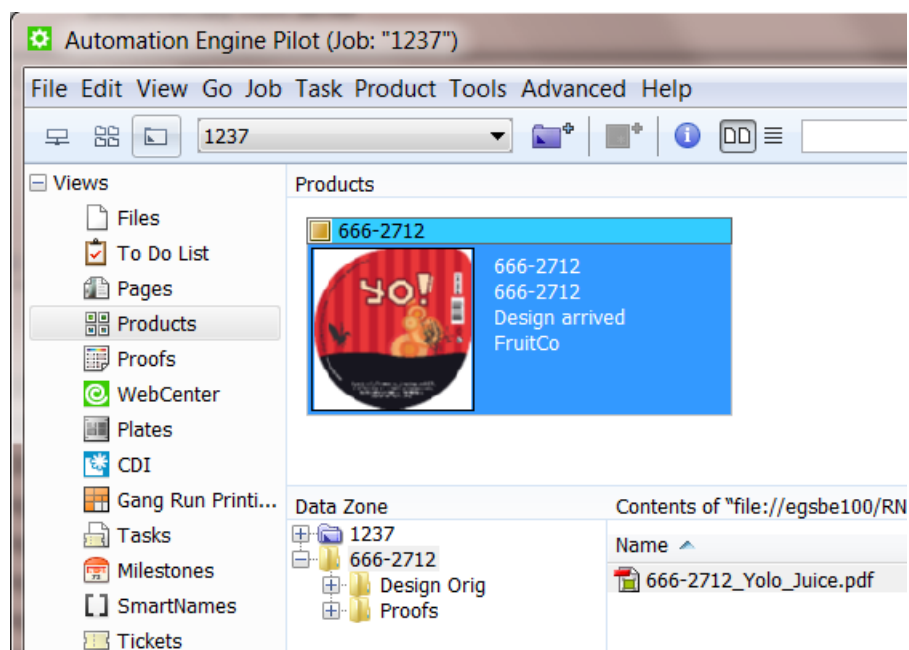 Automation Engine Pilot (Job: "1237")
File Edit View Go Job Task Product Tools Advanced Help
1237
Views
Files
To Do List
Pages
Products
Proofs
WebCenter
Plates
CDI
Gang Run Printi...
Tasks
Milestones
SmartNames
Tickets
Products
666-2712
YO!
666-2712
666-2712
Design arrived
FruitCo
Data Zone
1237
666-2712
Design Orig
Proofs
Contents of "file://egsbe100/RN
Name
666-2712_Yolo_Juice.pdf